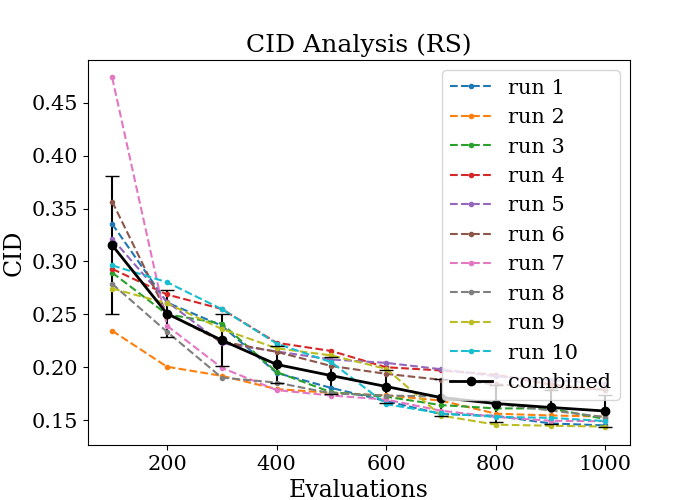 CID Analysis (RS)
CID
0.45
0.40
0.35
0.30
0.25
0.20
0.15
200
400
600
800
1000
Evaluations
run 1
run 2
run 3
run 4
run 5
run 6
run 7
run 8
run 9
run 10
combined